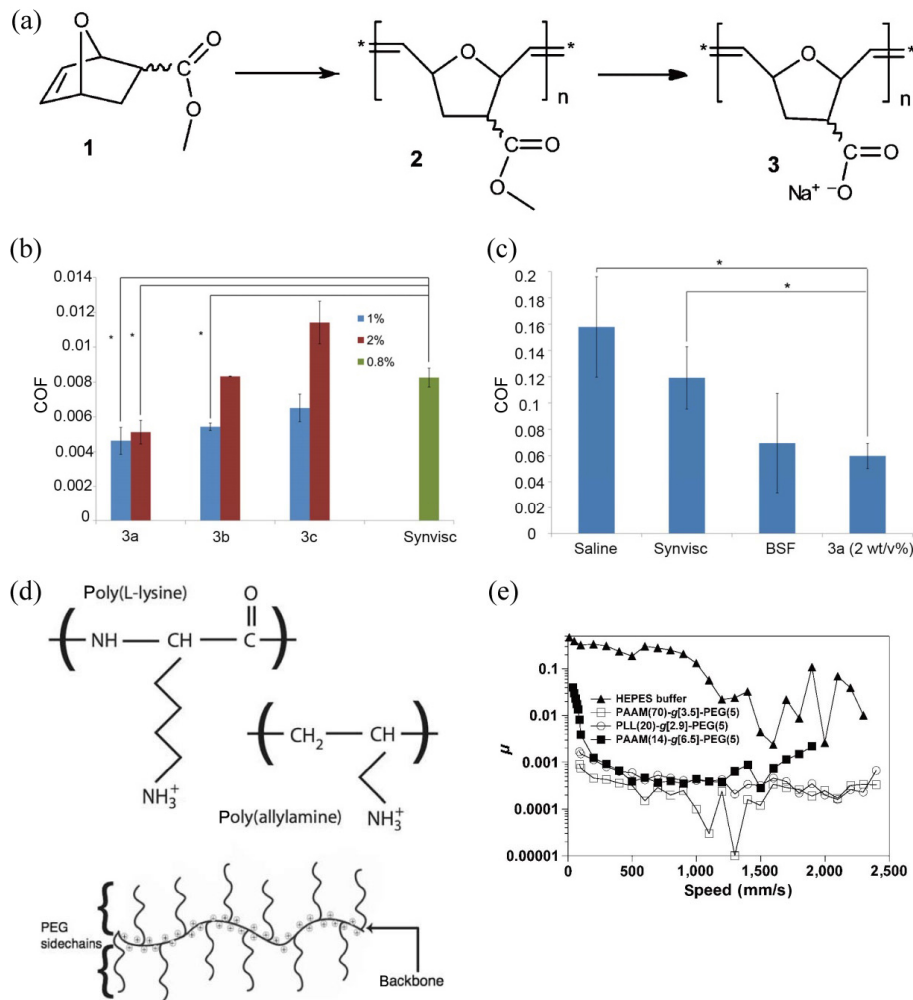 (a)
O
O
O
1
*
O
*
n
O
O
2
*
O
*
n
O
Na⁺ ⁻O
3
(b)
0.014
0.012
0.01
0.008
0.006
0.004
0.002
0
COF
* * *
1%
2%
0.8%
3a 3b 3c Synvisc
(c)
0.2
0.18
0.16
0.14
0.12
0.1
0.08
0.06
0.04
0.02
0
COF
*
*
Saline Synvisc BSF 3a (2 wt/v%)
(d)
Poly(L-lysine)
O
NH CH C
NH₃⁺
CH₂ CH
Poly(allylamine) NH₃⁺
PEG
sidechains
Backbone
(e)
0.1
0.01
0.001
0.0001
0.00001
μ
HEPES buffer
PAAM(70)-g[3.5]-PEG(5)
PLL(20)-g[2.9]-PEG(5)
PAAM(14)-g[6.5]-PEG(5)
0 500 1,000 1,500 2,000 2,500
Speed (mm/s)